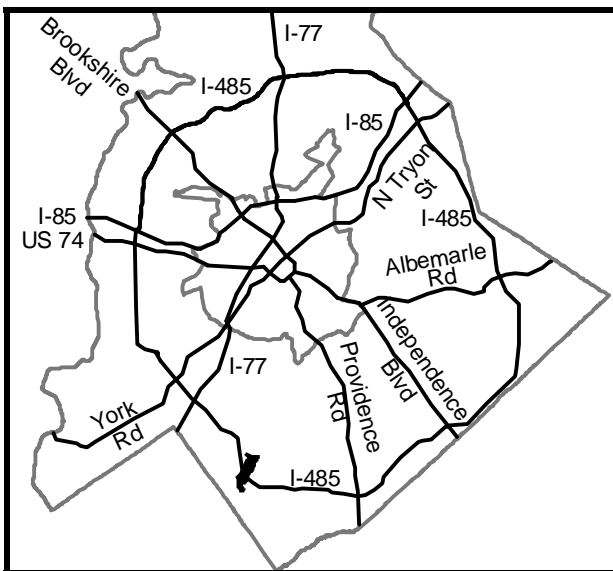 I-77
Brookshire
Blvd
I-485
I-85
N Tryon
St
I-485
I-85
US 74
Albemarle
Rd
Independence
Blvd
Providence
Rd
I-77
York
Rd
I-485